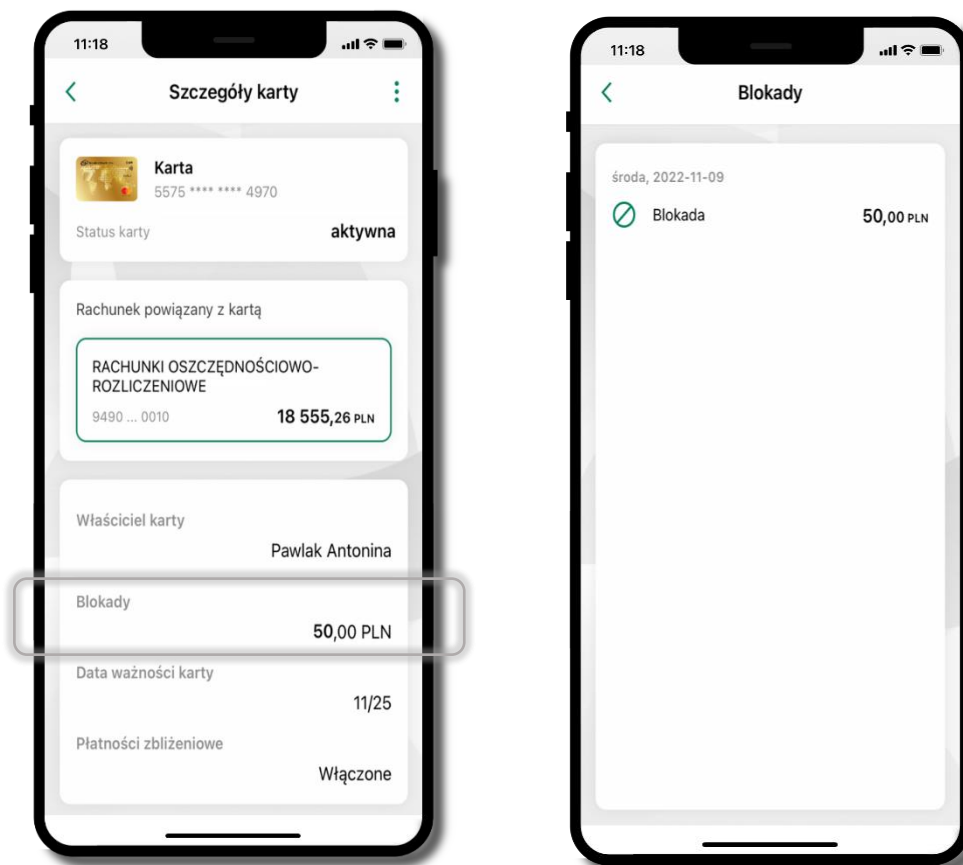 11:18
Szczegóły karty
Karta
5575 **** **** 4970
Status karty
aktywna
Rachunek powiązany z kartą
RACHUNKI OSZCZĘDNOŚCIOWO-
ROZLICZENIOWE
9490 ... 0010
18 555,26 PLN
Właściciel karty
Pawlak Antonina
Blokady
50,00 PLN
Data ważności karty
11/25
Płatności zbliżeniowe
Włączone
11:18
Blokady
środa, 2022-11-09
Blokada
50,00 PLN